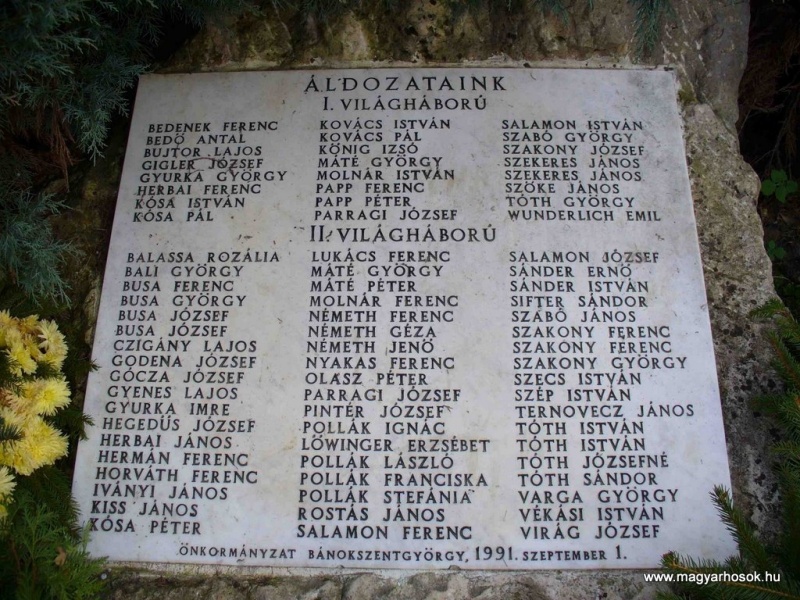 ÁLDOZATAINK
I. VILÁGHÁBORÚ
BEDENEK FERENC
BEDŐ ANTAL
BUJTOR LAJOS
GIGLER JÓZSEF
GYURKA GYÖRGY
HERBAI FERENC
KÓSA ISTVÁN
KÓSA PÁL
KOVÁCS ISTVÁN
KOVÁCS PÁL
KÖNIG IZSÓ
MÁTÉ GYÖRGY
MOLNÁR ISTVÁN
PAPP FERENC
PAPP PÉTER
PARRAGI JÓZSEF
SALAMON ISTVÁN
SZABÓ GYÖRGY
SZAKONY JÓZSEF
SZEKERES JÁNOS
SZEKERES JÁNOS
SZŐKE JÁNOS
TÓTH GYÖRGY
WUNDERLICH EMIL
II. VILÁGHÁBORÚ
BALASSA ROZÁLIA
BALI GYÖRGY
BUSA FERENC
BUSA GYÖRGY
BUSA JÓZSEF
BUSA JÓZSEF
CZIGÁNY LAJOS
GODENA JÓZSEF
GÓCZA JÓZSEF
GYENES LAJOS
GYURKA IMRE
HEGEDŰS JÓZSEF
HERBAI JÁNOS
HERMÁN FERENC
HORVÁTH FERENC
IVÁNYI JÁNOS
KISS JÁNOS
KÓSA PÉTER
LUKÁCS FERENC
MÁTÉ GYÖRGY
MÁTÉ PÉTER
MOLNÁR FERENC
NÉMETH FERENC
NÉMETH GÉZA
NÉMETH JENŐ
NYAKAS FERENC
OLASZ PÉTER
PARRAGI JÓZSEF
PINTÉR JÓZSEF
POLLÁK IGNÁC
LŐWINGER ERZSÉBET
POLLÁK LÁSZLÓ
POLLÁK FRANCISKA
POLLÁK STEFÁNIA
ROSTÁS JÁNOS
SALAMON FERENC
SALAMON JÓZSEF
SÁNDER ERNŐ
SÁNDER ISTVÁN
SIFTER SÁNDOR
SZABÓ JÁNOS
SZAKONY FERENC
SZAKONY FERENC
SZAKONY GYÖRGY
SZECS ISTVÁN
SZÉP ISTVÁN
TERNOVECZ JÁNOS
TÓTH ISTVÁN
TÓTH ISTVÁN
TÓTH JÓZSEFNÉ
TÓTH SÁNDOR
VARGA GYÖRGY
VÉKÁSI ISTVÁN
VIRÁG JÓZSEF
ÖNKORMÁNYZAT BÁNOKSZENTGYÖRGY, 1991. SZEPTEMBER 1.
www.magyarhosok.hu